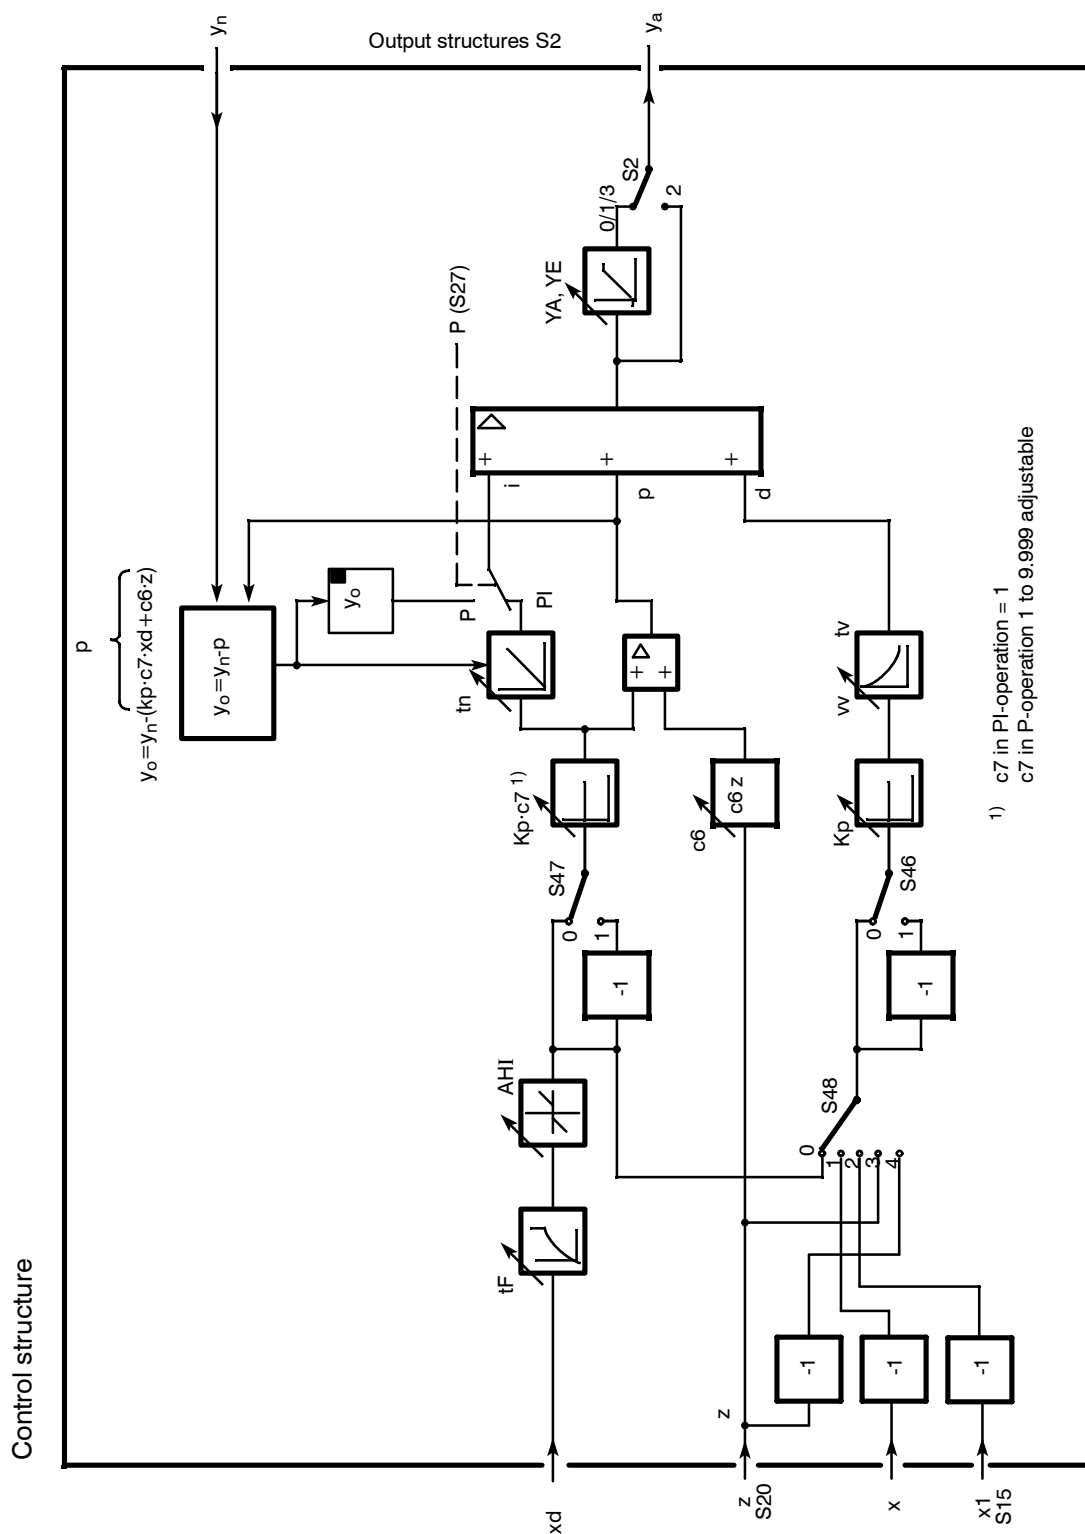 Control structure
Output structures S2
yn
ya
p
yo=yn-(kp·c7·xd+c6·z)
yo=yn-p
yo
P (S27)
P
PI
i
p
d
+
+
+
YA, YE
0/1/3
S2
2
tn
+
+
tv
vv
Kp·c7 1)
c6
c6 z
Kp
S47
0
1
-1
S46
0
1
-1
AHI
tF
S48
0
1
2
3
4
-1
-1
-1
z
xd
z
S20
x
x1
S15
1) c7 in PI-operation = 1
c7 in P-operation 1 to 9.999 adjustable